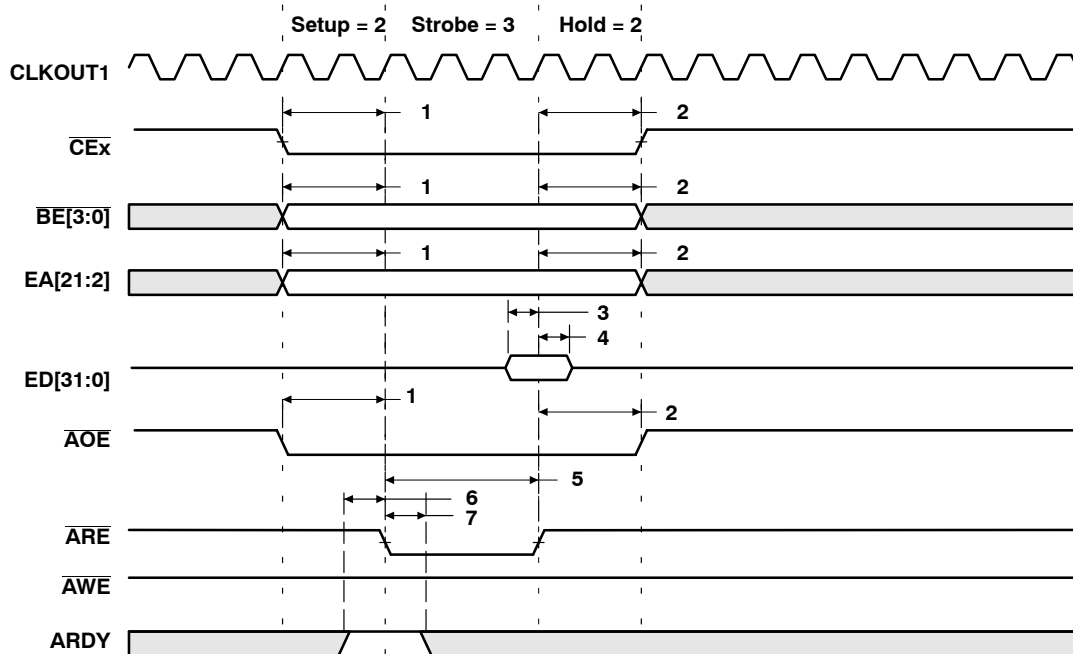 Setup = 2 Strobe = 3 Hold = 2
CLKOUT1
1 2
CEx
1 2
BE[3:0]
1 2
EA[21:2]
3
4
ED[31:0]
1
2
AOE
5
6
7
ARE
AWE
ARDY